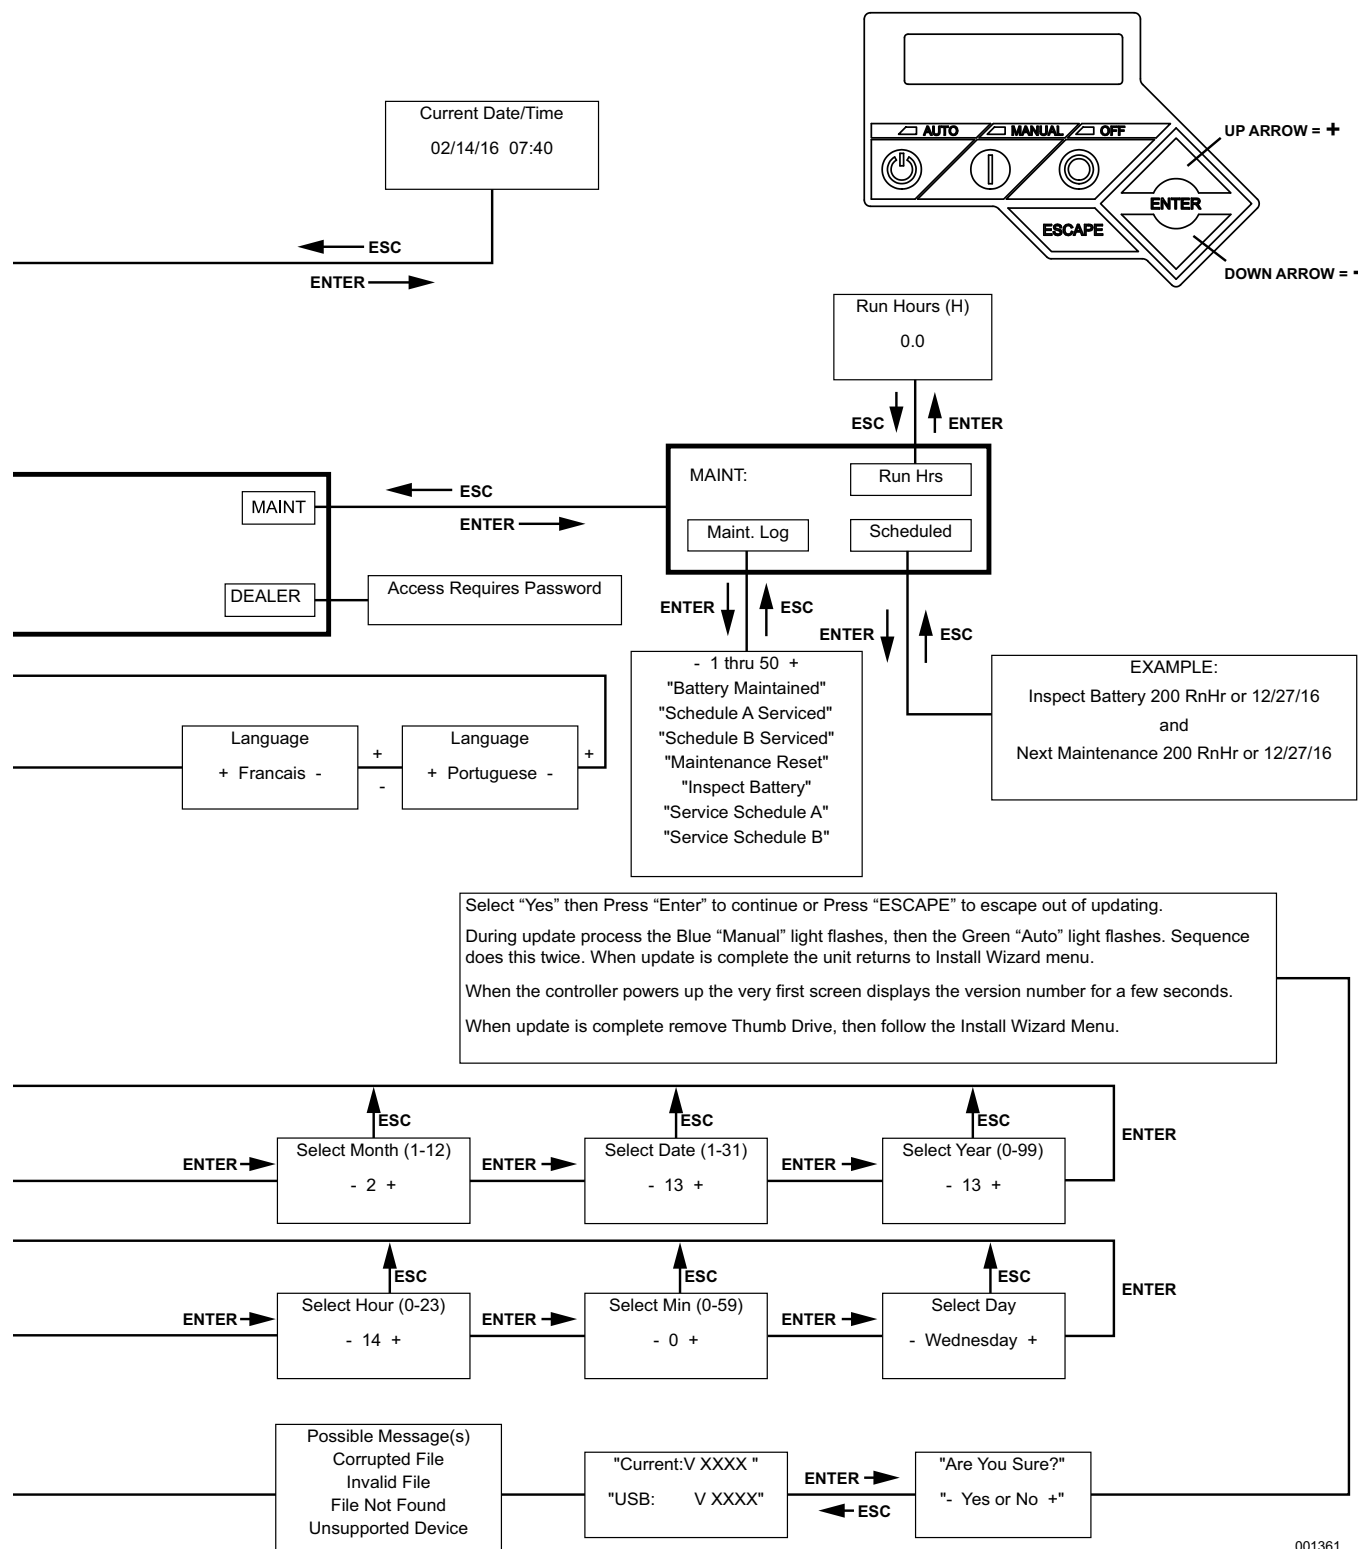 Current Date/Time
02/14/16 07:40
AUTO
MANUAL
OFF
UP ARROW = +
ENTER
ESCAPE
DOWN ARROW = -
ESC
ENTER
Run Hours (H)
0.0
ESC
ENTER
MAINT:
Run Hrs
Maint. Log
Scheduled
MAINT
ESC
ENTER
DEALER
Access Requires Password
ENTER
ESC
ENTER
ESC
- 1 thru 50 +
"Battery Maintained"
"Schedule A Serviced"
"Schedule B Serviced"
"Maintenance Reset"
"Inspect Battery"
"Service Schedule A"
"Service Schedule B"
EXAMPLE:
Inspect Battery 200 RnHr or 12/27/16
and
Next Maintenance 200 RnHr or 12/27/16
Language
+ Francais -
+
-
Language
+ Portuguese -
+
Select “Yes” then Press “Enter” to continue or Press “ESCAPE” to escape out of updating.
During update process the Blue “Manual” light flashes, then the Green “Auto” light flashes. Sequence
does this twice. When update is complete the unit returns to Install Wizard menu.
When the controller powers up the very first screen displays the version number for a few seconds.
When update is complete remove Thumb Drive, then follow the Install Wizard Menu.
ESC
ESC
ESC
ENTER
ENTER
Select Month (1-12)
- 2 +
ENTER
Select Date (1-31)
- 13 +
ENTER
Select Year (0-99)
- 13 +
ESC
ESC
ESC
ENTER
ENTER
Select Hour (0-23)
- 14 +
ENTER
Select Min (0-59)
- 0 +
ENTER
Select Day
- Wednesday +
Possible Message(s)
Corrupted File
Invalid File
File Not Found
Unsupported Device
"Current:V XXXX "
"USB: V XXXX"
ENTER
ESC
"Are You Sure?"
"- Yes or No +"
001361